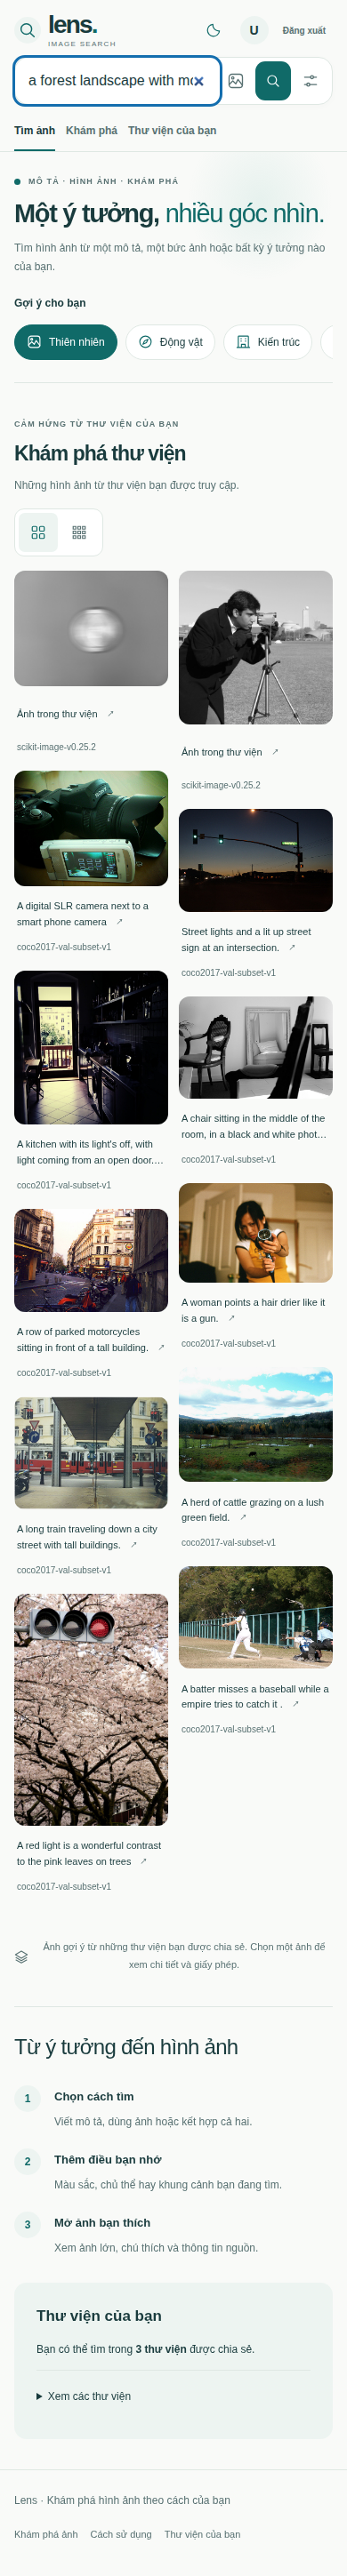 lens.
IMAGE SEARCH
U
Đăng xuất
a forest landscape with mo
Tìm ảnh
Khám phá
Thư viện của bạn
MÔ TẢ · HÌNH ẢNH · KHÁM PHÁ
Một ý tưởng, nhiều góc nhìn.
Tìm hình ảnh từ một mô tả, một bức ảnh hoặc bất kỳ ý tưởng nào
của bạn.
Gợi ý cho bạn
Thiên nhiên
Động vật
Kiến trúc
CẢM HỨNG TỪ THƯ VIỆN CỦA BẠN
Khám phá thư viện
Những hình ảnh từ thư viện bạn được truy cập.
Ảnh trong thư viện ↗
scikit-image-v0.25.2
A digital SLR camera next to a
smart phone camera ↗
coco2017-val-subset-v1
A kitchen with its light's off, with
light coming from an open door.…
coco2017-val-subset-v1
A row of parked motorcycles
sitting in front of a tall building. ↗
coco2017-val-subset-v1
A long train traveling down a city
street with tall buildings. ↗
coco2017-val-subset-v1
A red light is a wonderful contrast
to the pink leaves on trees ↗
coco2017-val-subset-v1
Ảnh trong thư viện ↗
scikit-image-v0.25.2
Street lights and a lit up street
sign at an intersection. ↗
coco2017-val-subset-v1
A chair sitting in the middle of the
room, in a black and white phot…
coco2017-val-subset-v1
A woman points a hair drier like it
is a gun. ↗
coco2017-val-subset-v1
A herd of cattle grazing on a lush
green field. ↗
coco2017-val-subset-v1
A batter misses a baseball while a
empire tries to catch it . ↗
coco2017-val-subset-v1
Ảnh gợi ý từ những thư viện bạn được chia sẻ. Chọn một ảnh để
xem chi tiết và giấy phép.
Từ ý tưởng đến hình ảnh
1
Chọn cách tìm
Viết mô tả, dùng ảnh hoặc kết hợp cả hai.
2
Thêm điều bạn nhớ
Màu sắc, chủ thể hay khung cảnh bạn đang tìm.
3
Mở ảnh bạn thích
Xem ảnh lớn, chú thích và thông tin nguồn.
Thư viện của bạn
Bạn có thể tìm trong 3 thư viện được chia sẻ.
Xem các thư viện
Lens · Khám phá hình ảnh theo cách của bạn
Khám phá ảnh
Cách sử dụng
Thư viện của bạn